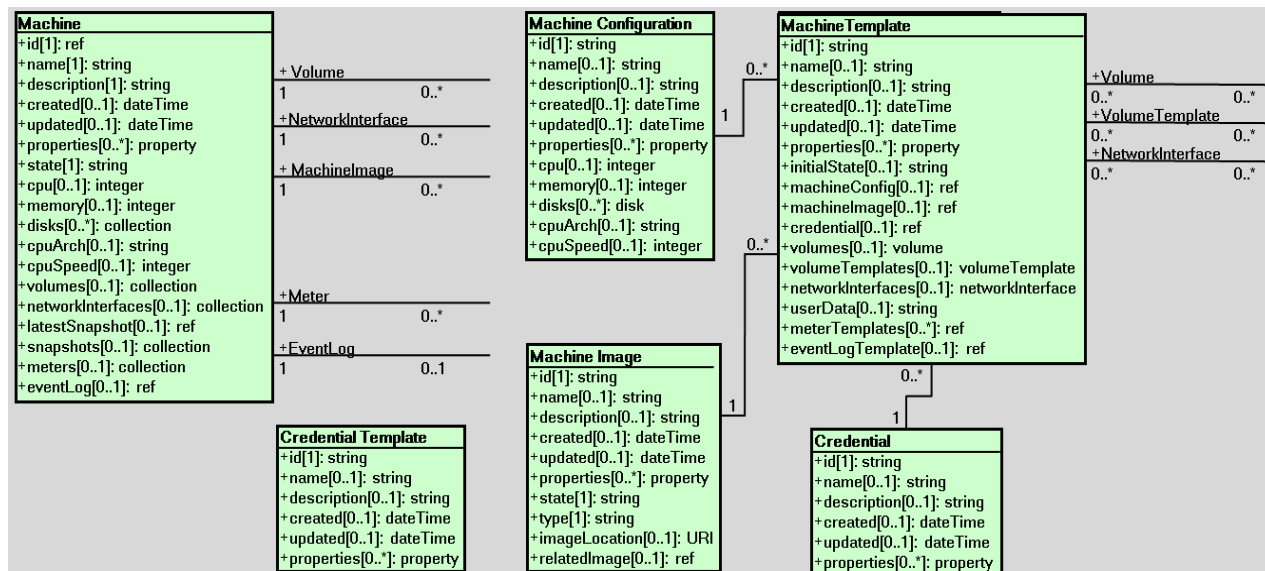 Machine
+id[1]: ref
+name[1]: string
+description[1]: string
+created[0..1]: dateTime
+updated[0..1]: dateTime
+properties[0..*]: property
+state[1]: string
+cpu[0..1]: integer
+memory[0..1]: integer
+disks[0..*]: collection
+cpuArch[0..1]: string
+cpuSpeed[0..1]: integer
+volumes[0..1]: collection
+networkInterfaces[0..1]: collection
+latestSnapshot[0..1]: ref
+snapshots[0..1]: collection
+meters[0..1]: collection
+eventLog[0..1]: ref
+ Volume
1 0..*
+NetworkInterface
1 0..*
+ MachineImage
1 0..*
+Meter
1 0..*
+EventLog
1 0..1
Machine Configuration
+id[1]: string
+name[0..1]: string
+description[0..1]: string
+created[0..1]: dateTime
+updated[0..1]: dateTime
+properties[0..*]: property
+cpu[0..1]: integer
+memory[0..1]: integer
+disks[0..*]: disk
+cpuArch[0..1]: string
+cpuSpeed[0..1]: integer
0..*
1
MachineTemplate
+id[1]: string
+name[0..1]: string
+description[0..1]: string
+created[0..1]: dateTime
+updated[0..1]: dateTime
+properties[0..*]: property
+initialState[0..1]: string
+machineConfig[0..1]: ref
+machineImage[0..1]: ref
+credential[0..1]: ref
+volumes[0..1]: volume
+volumeTemplates[0..1]: volumeTemplate
+networkInterfaces[0..1]: networkInterface
+userData[0..1]: string
+meterTemplates[0..*]: ref
+eventLogTemplate[0..1]: ref
+Volume
0..* 0..*
+VolumeTemplate
0..* 0..*
+NetworkInterface
0..* 0..*
0..*
1
Machine Image
+id[1]: string
+name[0..1]: string
+description[0..1]: string
+created[0..1]: dateTime
+updated[0..1]: dateTime
+properties[0..*]: property
+state[1]: string
+type[1]: string
+imageLocation[0..1]: URI
+relatedImage[0..1]: ref
0..*
1
Credential Template
+id[1]: string
+name[0..1]: string
+description[0..1]: string
+created[0..1]: dateTime
+updated[0..1]: dateTime
+properties[0..*]: property
Credential
+id[1]: string
+name[0..1]: string
+description[0..1]: string
+created[0..1]: dateTime
+updated[0..1]: dateTime
+properties[0..*]: property